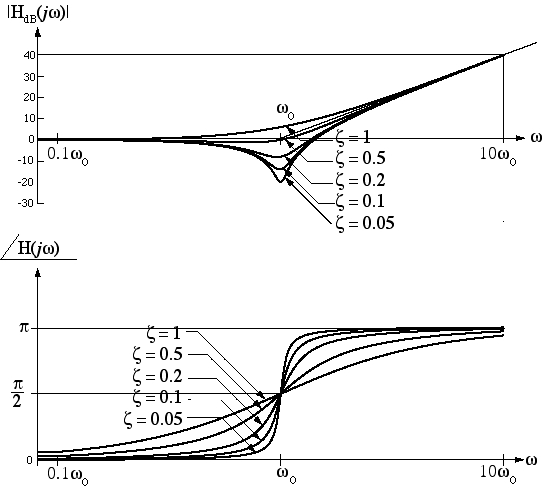 |H_dB(jω)|
40
30
20
10
0
-10
-20
-30
0.1ω_o
ω_o
10ω_o
ω
ζ = 1
ζ = 0.5
ζ = 0.2
ζ = 0.1
ζ = 0.05
/H(jω)
π
π/2
0
ζ = 1
ζ = 0.5
ζ = 0.2
ζ = 0.1
ζ = 0.05
0.1ω_o
ω_o
10ω_o
ω